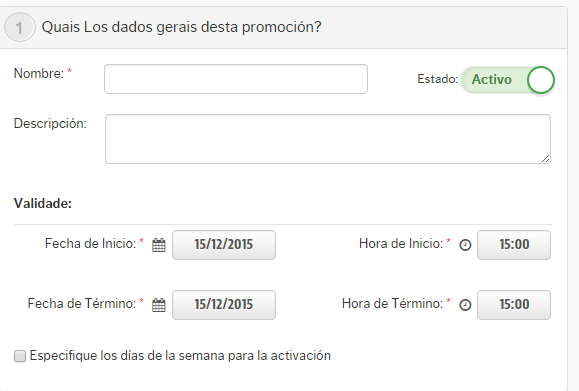 1 Quais Los dados gerais desta promoción?
Nombre: * Estado: Activo
Descripción:
Validade:
Fecha de Inicio: * 15/12/2015 Hora de Inicio: * 15:00
Fecha de Término: * 15/12/2015 Hora de Término: * 15:00
Especifique los días de la semana para la activación